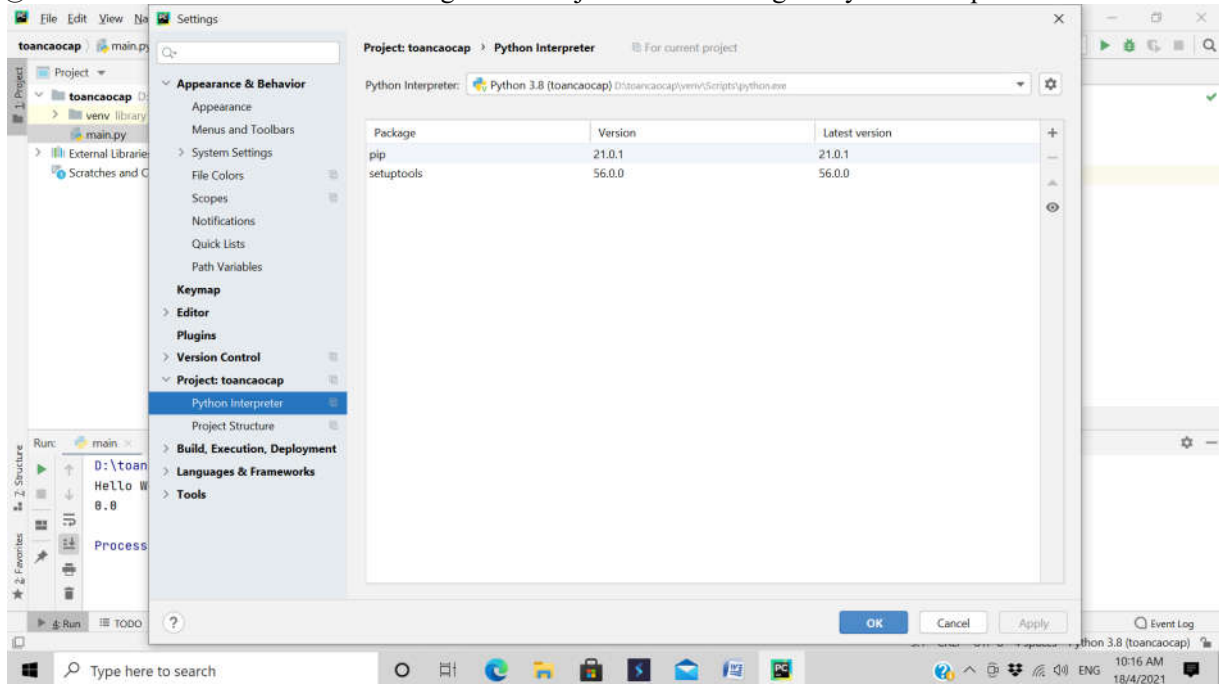 File Edit View Na
Settings
toancaocap
main.py
Project
toancaocap D:
venv library
main.py
External Librarie
Scratches and C
1: Project
Appearance & Behavior
Appearance
Menus and Toolbars
System Settings
File Colors
Scopes
Notifications
Quick Lists
Path Variables
Keymap
Editor
Plugins
Version Control
Project: toancaocap
Python Interpreter
Project Structure
Build, Execution, Deployment
Languages & Frameworks
Tools
Project: toancaocap › Python Interpreter For current project
Python Interpreter: Python 3.8 (toancaocap) D:\toancaocap\venv\Scripts\python.exe
Package Version Latest version
pip 21.0.1 21.0.1
setuptools 56.0.0 56.0.0
Run: main
D:\toan
Hello W
0.0
Process
7: Structure
2: Favorites
4: Run TODO
? OK Cancel Apply
Event Log
Python 3.8 (toancaocap)
Type here to search
ENG
10:16 AM
18/4/2021